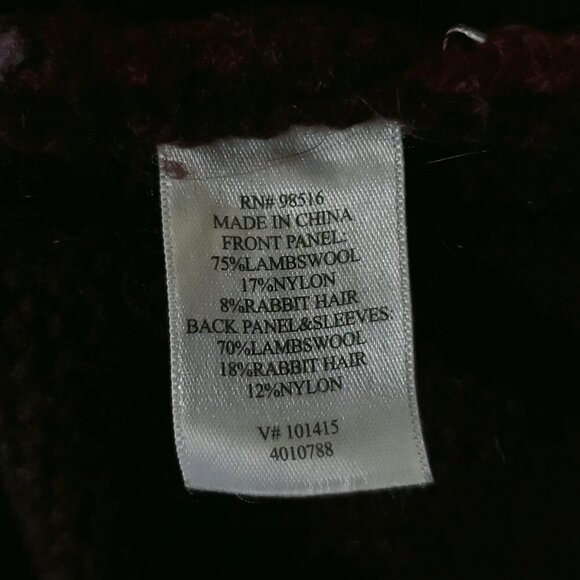 RN# 98516
MADE IN CHINA
FRONT PANEL:
75%LAMBSWOOL
17%NYLON
8%RABBIT HAIR
BACK PANEL&SLEEVES:
70%LAMBSWOOL
18%RABBIT HAIR
12%NYLON
V# 101415
4010788